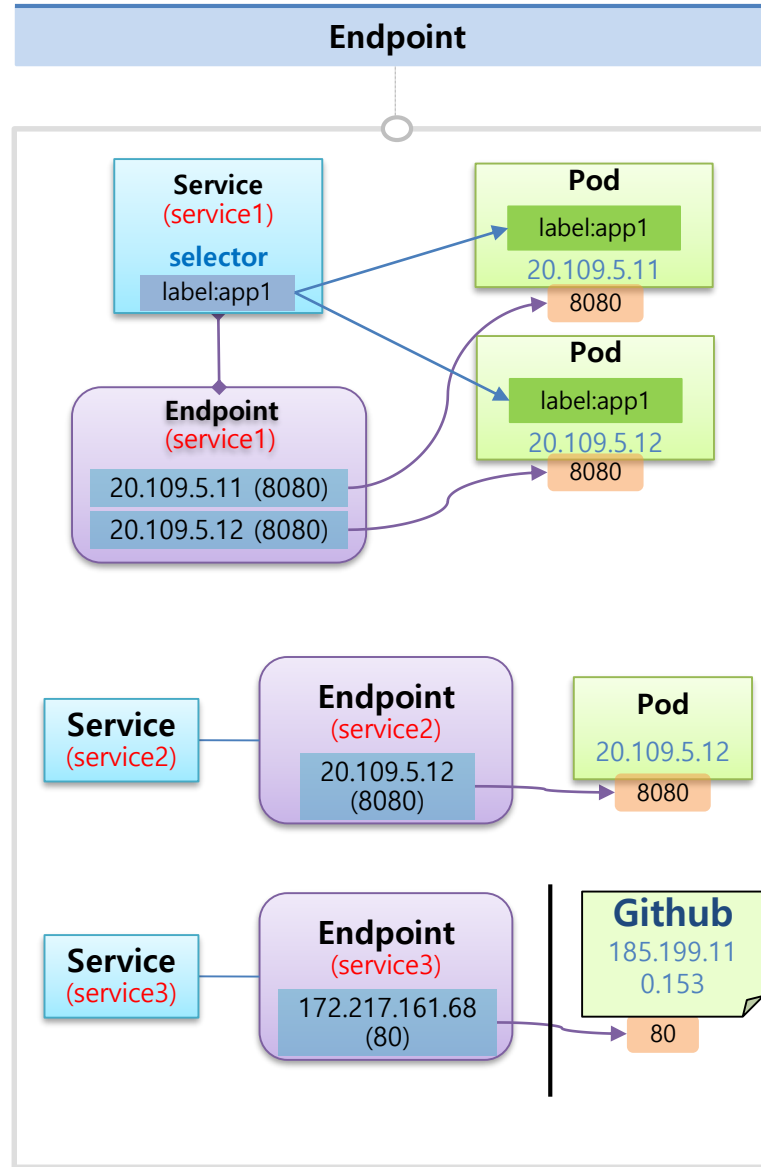 Endpoint
Service
(service1)
selector
label:app1
Pod
label:app1
20.109.5.11
8080
Pod
label:app1
20.109.5.12
8080
Endpoint
(service1)
20.109.5.11 (8080)
20.109.5.12 (8080)
Service
(service2)
Endpoint
(service2)
20.109.5.12
(8080)
Pod
20.109.5.12
8080
Service
(service3)
Endpoint
(service3)
172.217.161.68
(80)
Github
185.199.11
0.153
80